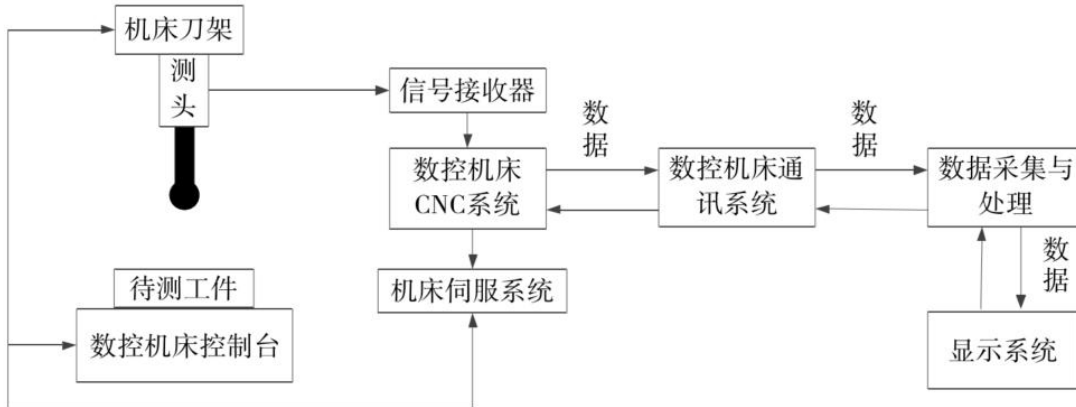 机床刀架
测
头
信号接收器
数
据
数
据
数控机床
CNC系统
数控机床通
讯系统
数据采集与
处理
待测工件
机床伺服系统
数
据
数控机床控制台
显示系统